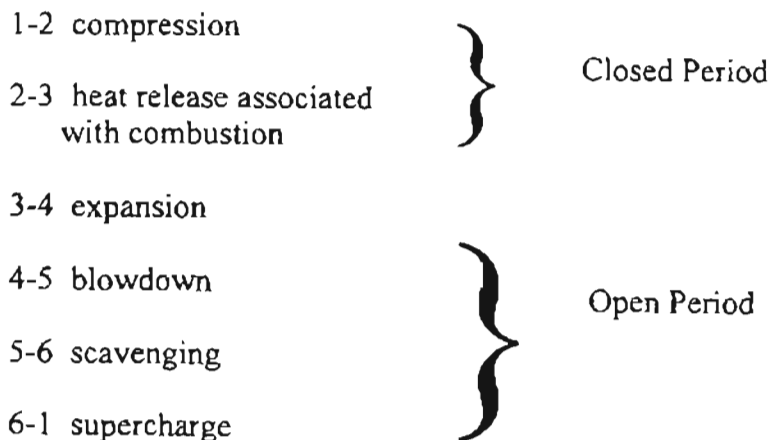 1-2 compression
Closed Period
2-3 heat release associated
with combustion
3-4 expansion
4-5 blowdown
Open Period
5-6 scavenging
6-1 supercharge